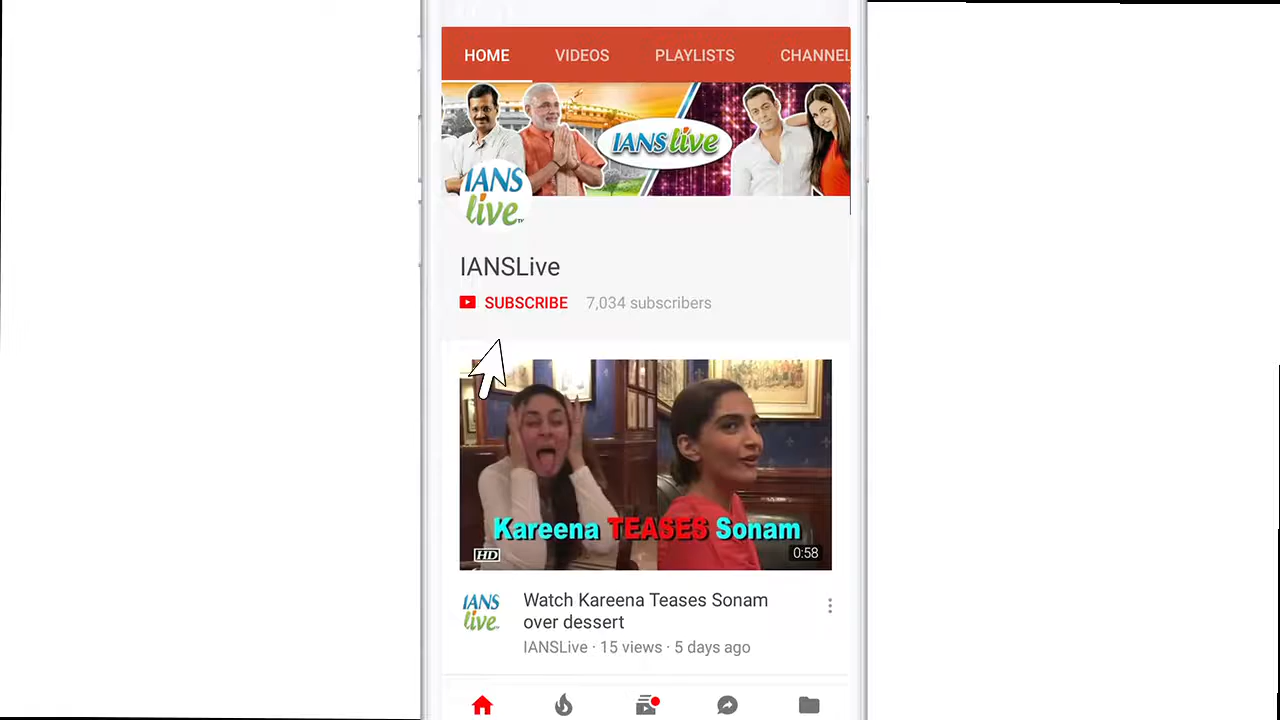 HOME VIDEOS PLAYLISTS CHANNEL
IANS live
IANS
live
IANSLive
SUBSCRIBE 7,034 subscribers
Kareena TEASES Sonam
HD 0:58
IANS
live
Watch Kareena Teases Sonam
over dessert
IANSLive · 15 views · 5 days ago